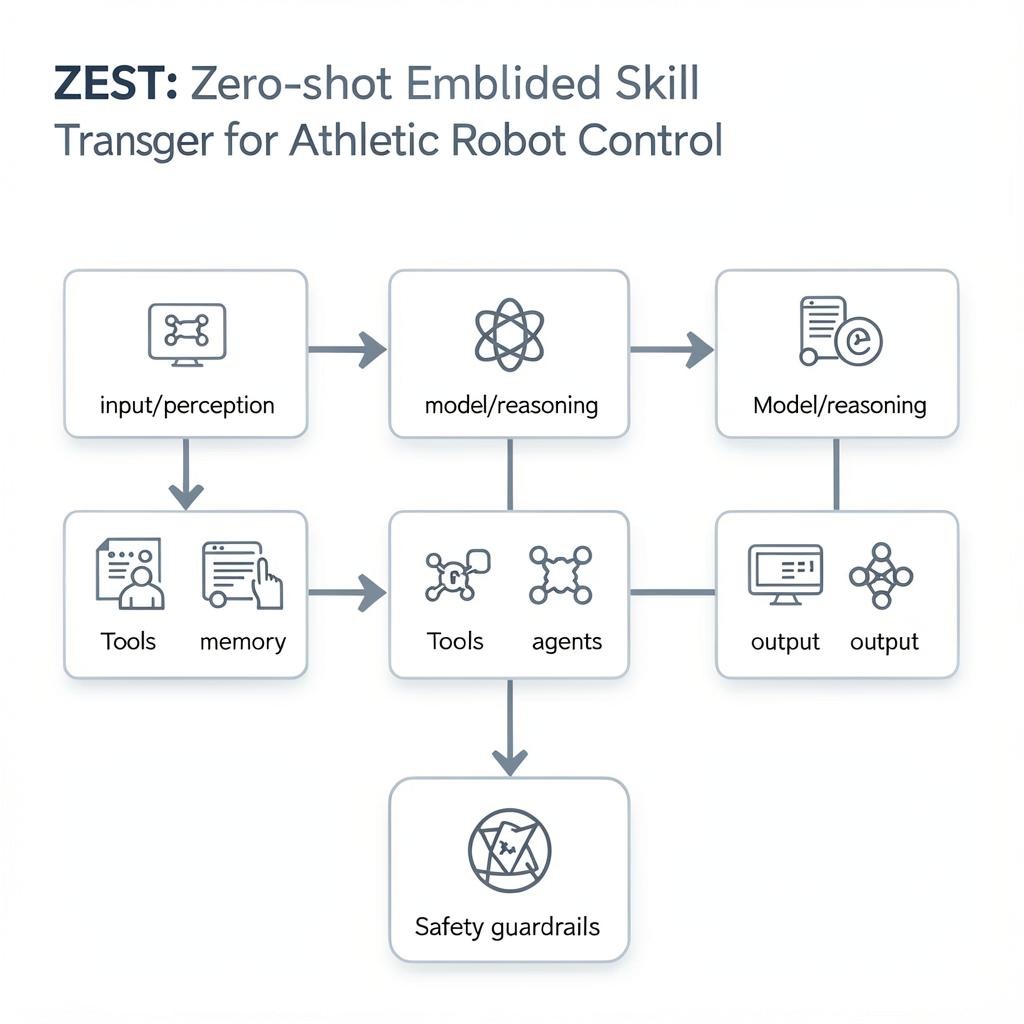 ZEST: Zero-shot Emblided Skill
Transger for Athletic Robot Control
input/perception
model/reasoning
Model/reasoning
Tools
memory
Tools
agents
output
output
Safety guardrails